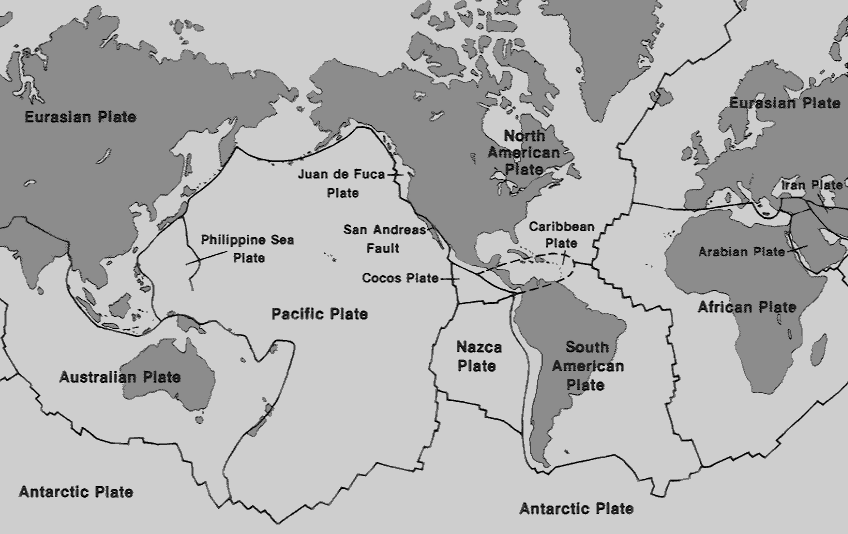 Eurasian Plate
Eurasian Plate
North
American
Plate
Juan de Fuca
Plate
Iran Plate
San Andreas
Fault
Caribbean
Plate
Philippine Sea
Plate
Arabian Plate
Cocos Plate
Pacific Plate
African Plate
Nazca
Plate
South
American
Plate
Australian Plate
Antarctic Plate
Antarctic Plate